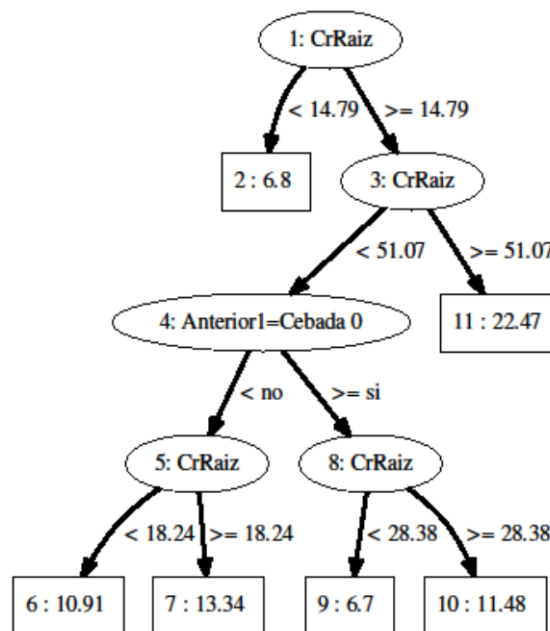 1: CrRaiz
< 14.79
>= 14.79
2 : 6.8
3: CrRaiz
< 51.07
>= 51.07
4: Anterior1=Cebada 0
11 : 22.47
< no
>= si
5: CrRaiz
8: CrRaiz
< 18.24
>= 18.24
< 28.38
>= 28.38
6 : 10.91
7 : 13.34
9 : 6.7
10 : 11.48